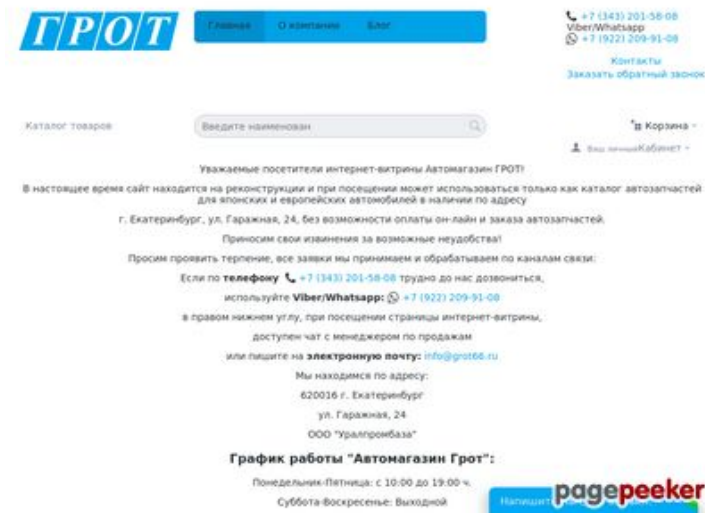 ГРОТ
Главная О компании Блог
+7 (343) 201-58-08
Viber/Whatsapp
+7 (922) 209-91-08
Контакты
Заказать обратный звонок
Каталог товаров
Введите наименован
Корзина
Ваш личный Кабинет
Уважаемые посетители интернет-витрины Автомагазин ГРОТ!
В настоящее время сайт находится на реконструкции и при посещении может использоваться только как каталог автозапчастей
для японских и европейских автомобилей в наличии по адресу
г. Екатеринбург, ул. Гаражная, 24, без возможности оплаты он-лайн и заказа автозапчастей.
Приносим свои извинения за возможные неудобства!
Просим проявить терпение, все заявки мы принимаем и обрабатываем по каналам связи:
Если по телефону +7 (343) 201-58-08 трудно до нас дозвониться,
используйте Viber/Whatsapp: +7 (922) 209-91-08
в правом нижнем углу, при посещении страницы интернет-витрины,
доступен чат с менеджером по продажам
или пишите на электронную почту: info@grot66.ru
Мы находимся по адресу:
620016 г. Екатеринбург
ул. Гаражная, 24
ООО "Уралпромбаза"
График работы "Автомагазин Грот":
Понедельник-Пятница: с 10:00 до 19:00 ч.
Суббота-Воскресенье: Выходной
pagepeeker